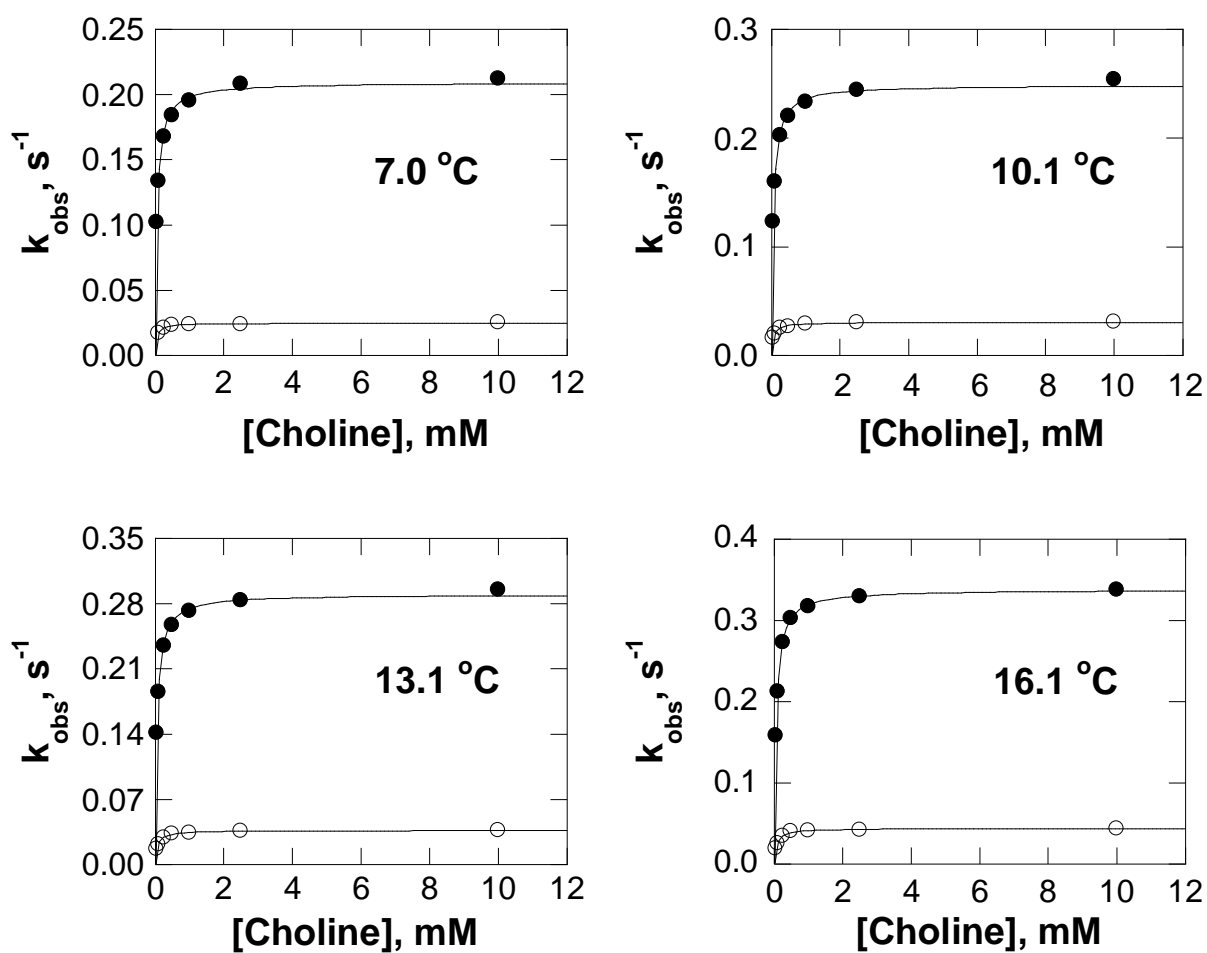 0.25
0.20
0.15
0.10
0.05
0.00
k_obs, s^-1
7.0 °C
0 2 4 6 8 10 12
[Choline], mM
0.3
0.2
0.1
0.0
k_obs, s^-1
10.1 °C
0 2 4 6 8 10 12
[Choline], mM
0.35
0.28
0.21
0.14
0.07
0.00
k_obs, s^-1
13.1 °C
0 2 4 6 8 10 12
[Choline], mM
0.4
0.3
0.2
0.1
0.0
k_obs, s^-1
16.1 °C
0 2 4 6 8 10 12
[Choline], mM